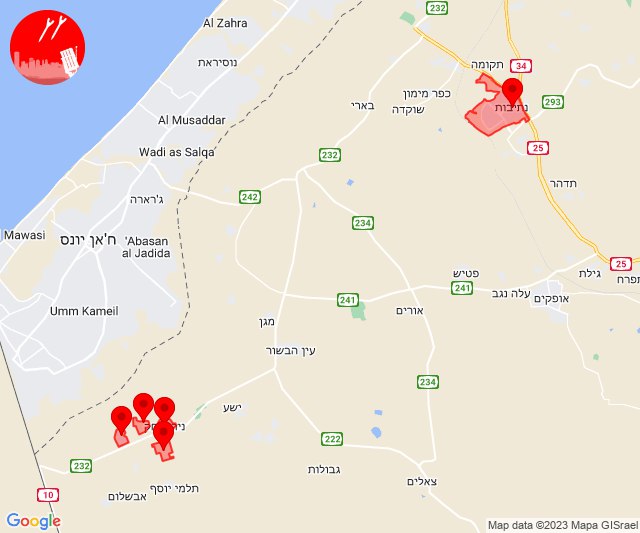 232
Al Zahra
נוסיראת
תקומה
34
כפר מימון
שוקדה
293
נתיבות
בארי
Al Musaddar
Wadi as Salqa
232
25
תדהר
ג'רארה
242
234
Mawasi
ח'אן יונס
'Abasan
al Jadida
25
גילת
תפרח
פטיש
241
עלה נגב
אופקים
241
אורים
Umm Kameil
מגן
עין הבשור
234
ישע
222
232
גבולות
צאלים
תלמי יוסף
אבשלום
10
Google
Map data ©2023 Mapa GISrael